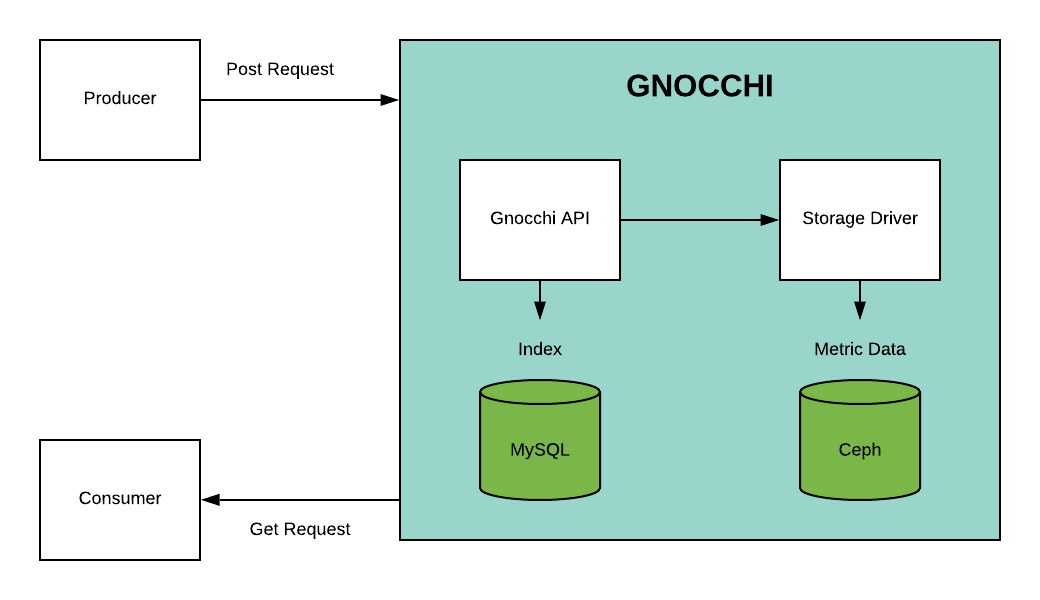 Producer
Post Request
GNOCCHI
Gnocchi API
Storage Driver
Index
Metric Data
MySQL
Ceph
Consumer
Get Request